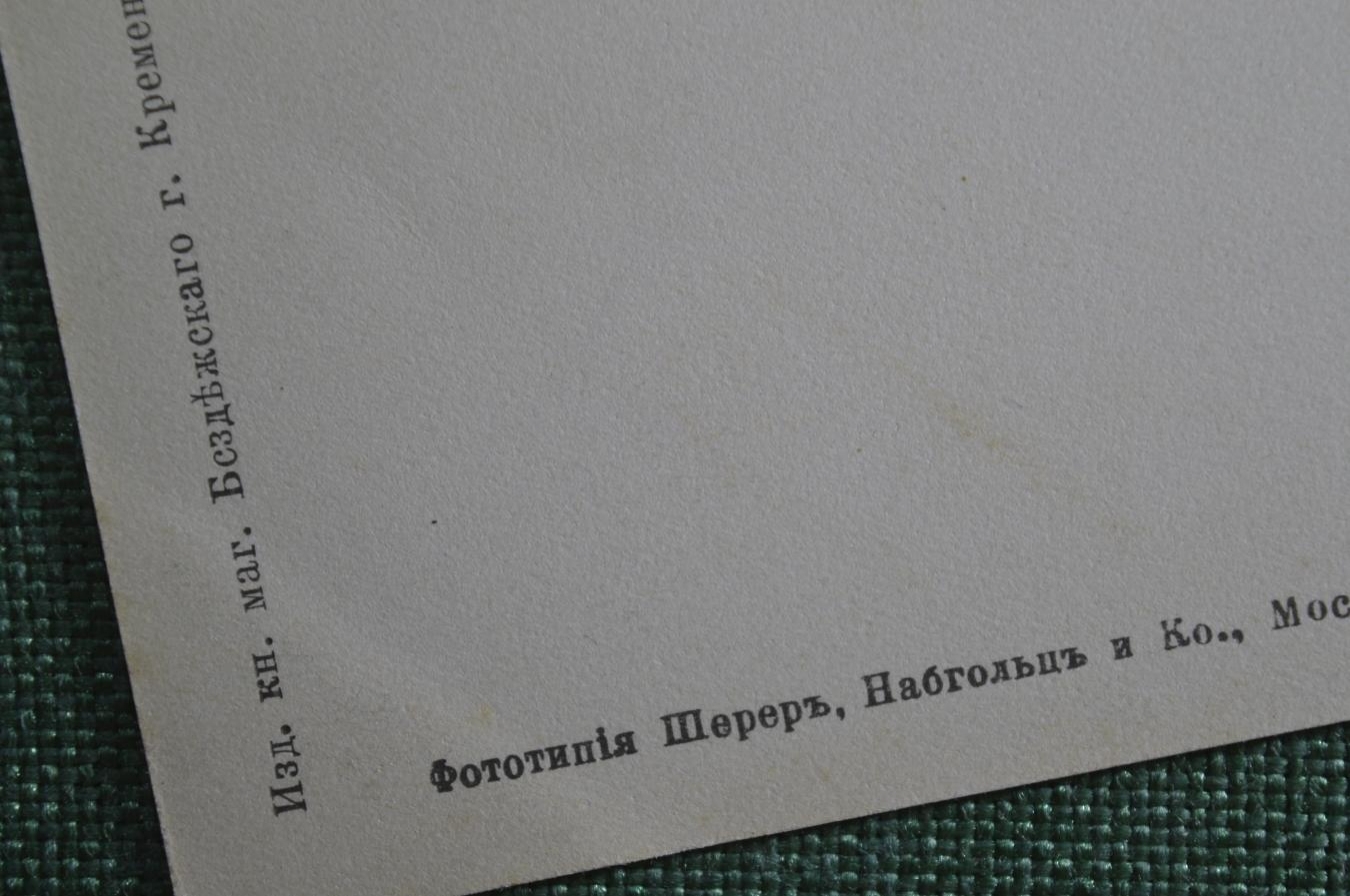 Изд. кн. маг. Бездѣжскаго г. Кремен
Фототипія Шереръ, Набгольцъ и Ко., Мос